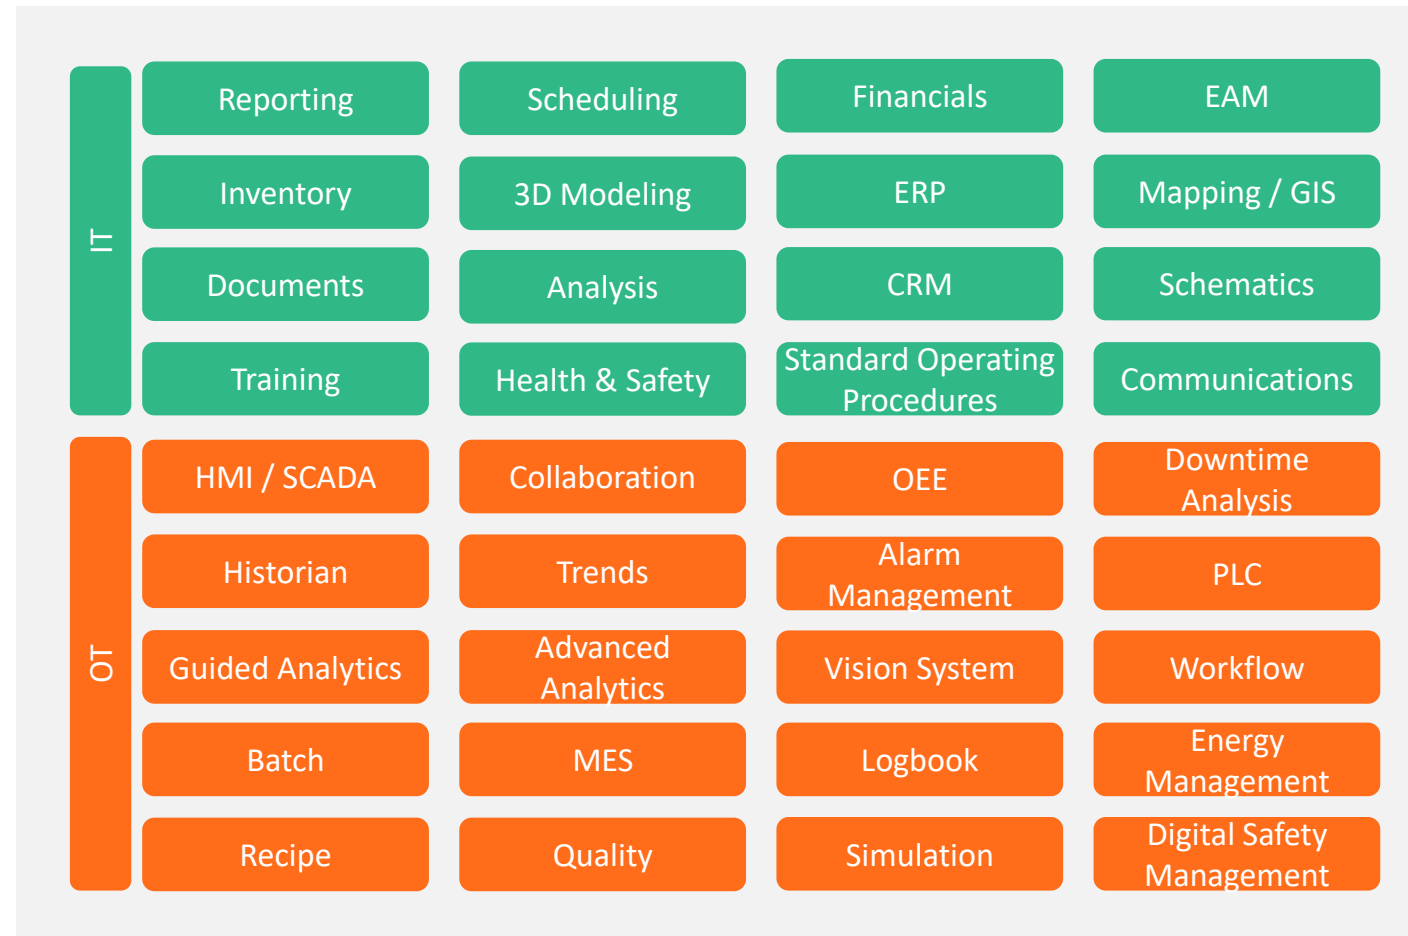 IT
Reporting
Scheduling
Financials
EAM
Inventory
3D Modeling
ERP
Mapping / GIS
Documents
Analysis
CRM
Schematics
Training
Health & Safety
Standard Operating
Procedures
Communications
OT
HMI / SCADA
Collaboration
OEE
Downtime
Analysis
Historian
Trends
Alarm
Management
PLC
Guided Analytics
Advanced
Analytics
Vision System
Workflow
Batch
MES
Logbook
Energy
Management
Recipe
Quality
Simulation
Digital Safety
Management